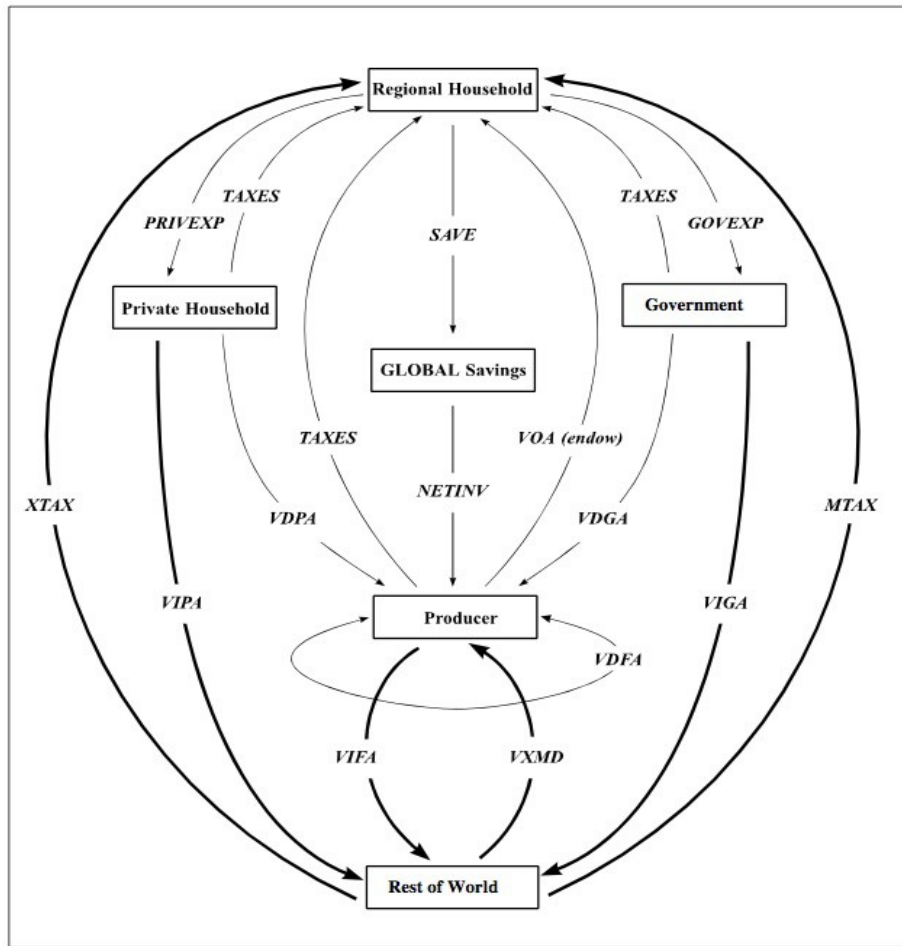 Regional Household
TAXES
TAXES
PRIVEXP
GOVEXP
SAVE
Private Household
Government
GLOBAL Savings
TAXES
VOA (endow)
NETINV
XTAX
MTAX
VDPA
VDGA
VIPA
VIGA
Producer
VDFA
VIFA
VXMD
Rest of World